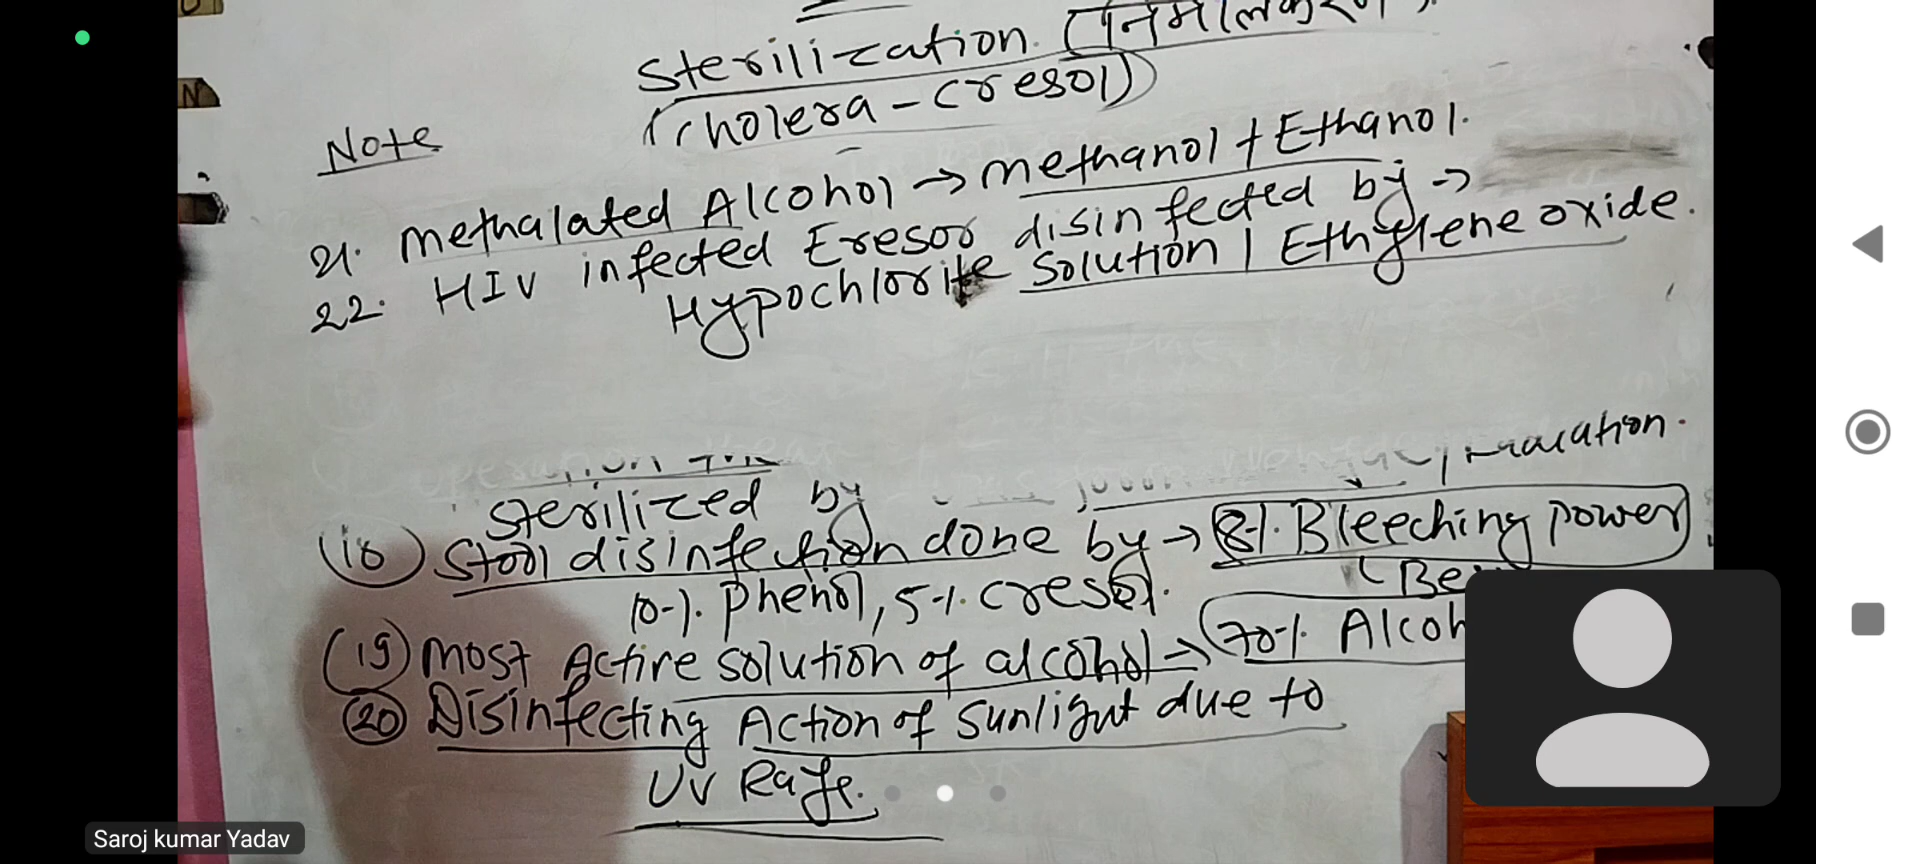 N
Sterilization. (निर्मलिकरण).
(Cholera-Cresol)
Note
21. Methalated Alcohol → Methanol + Ethanol.
22. HIV infected Eresor disinfected by →
Hypochlorite Solution | Ethylene oxide.
Sterilized by
(18) Stool disinfection done by → 8%. Bleeching power
10%. Phenol, 5%. Cresol.
(19) Most Active solution of alcohol → 70%. Alcoh
(20) Disinfecting Action of Sunlight due to
UV Rays.
Saroj kumar Yadav